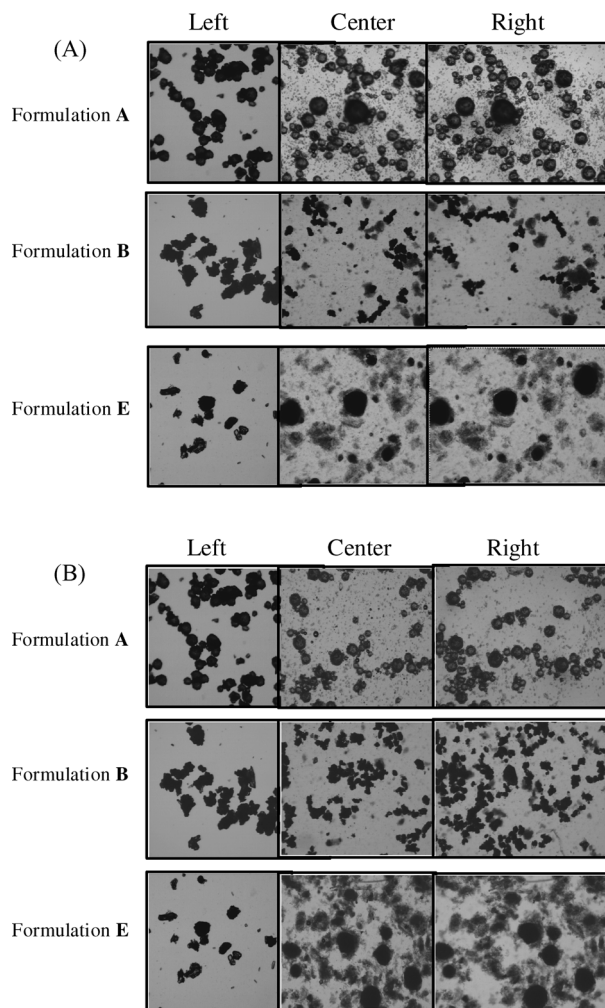 Left Center Right
(A)
Formulation A
Formulation B
Formulation E
Left Center Right
(B)
Formulation A
Formulation B
Formulation E